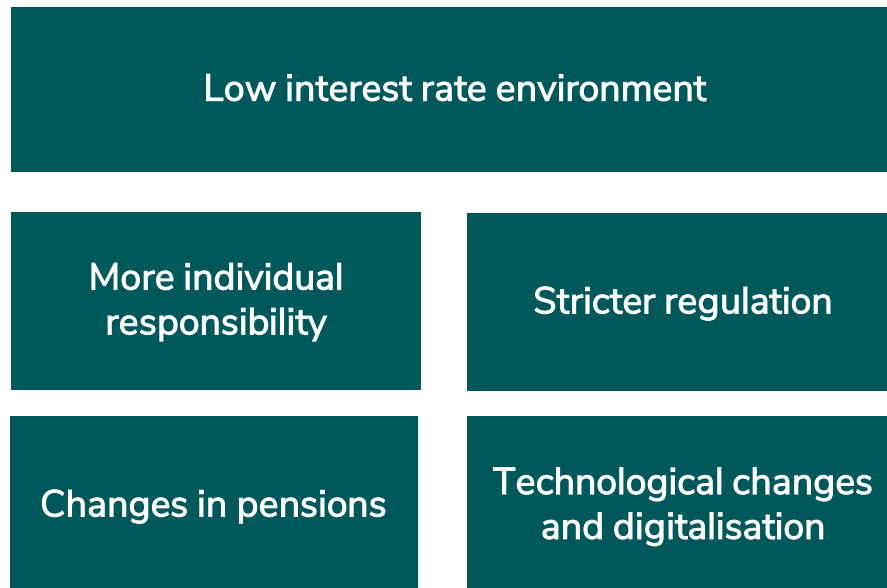 Low interest rate environment
More individual
responsibility
Stricter regulation
Changes in pensions
Technological changes
and digitalisation